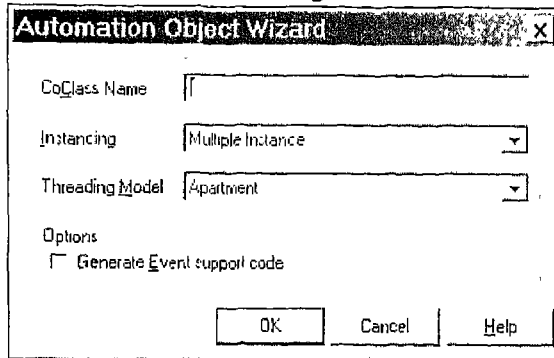 Automation Object Wizard
CoClass Name
Instancing Multiple Instance
Threading Model Apartment
Options
Generate Event support code
OK Cancel Help